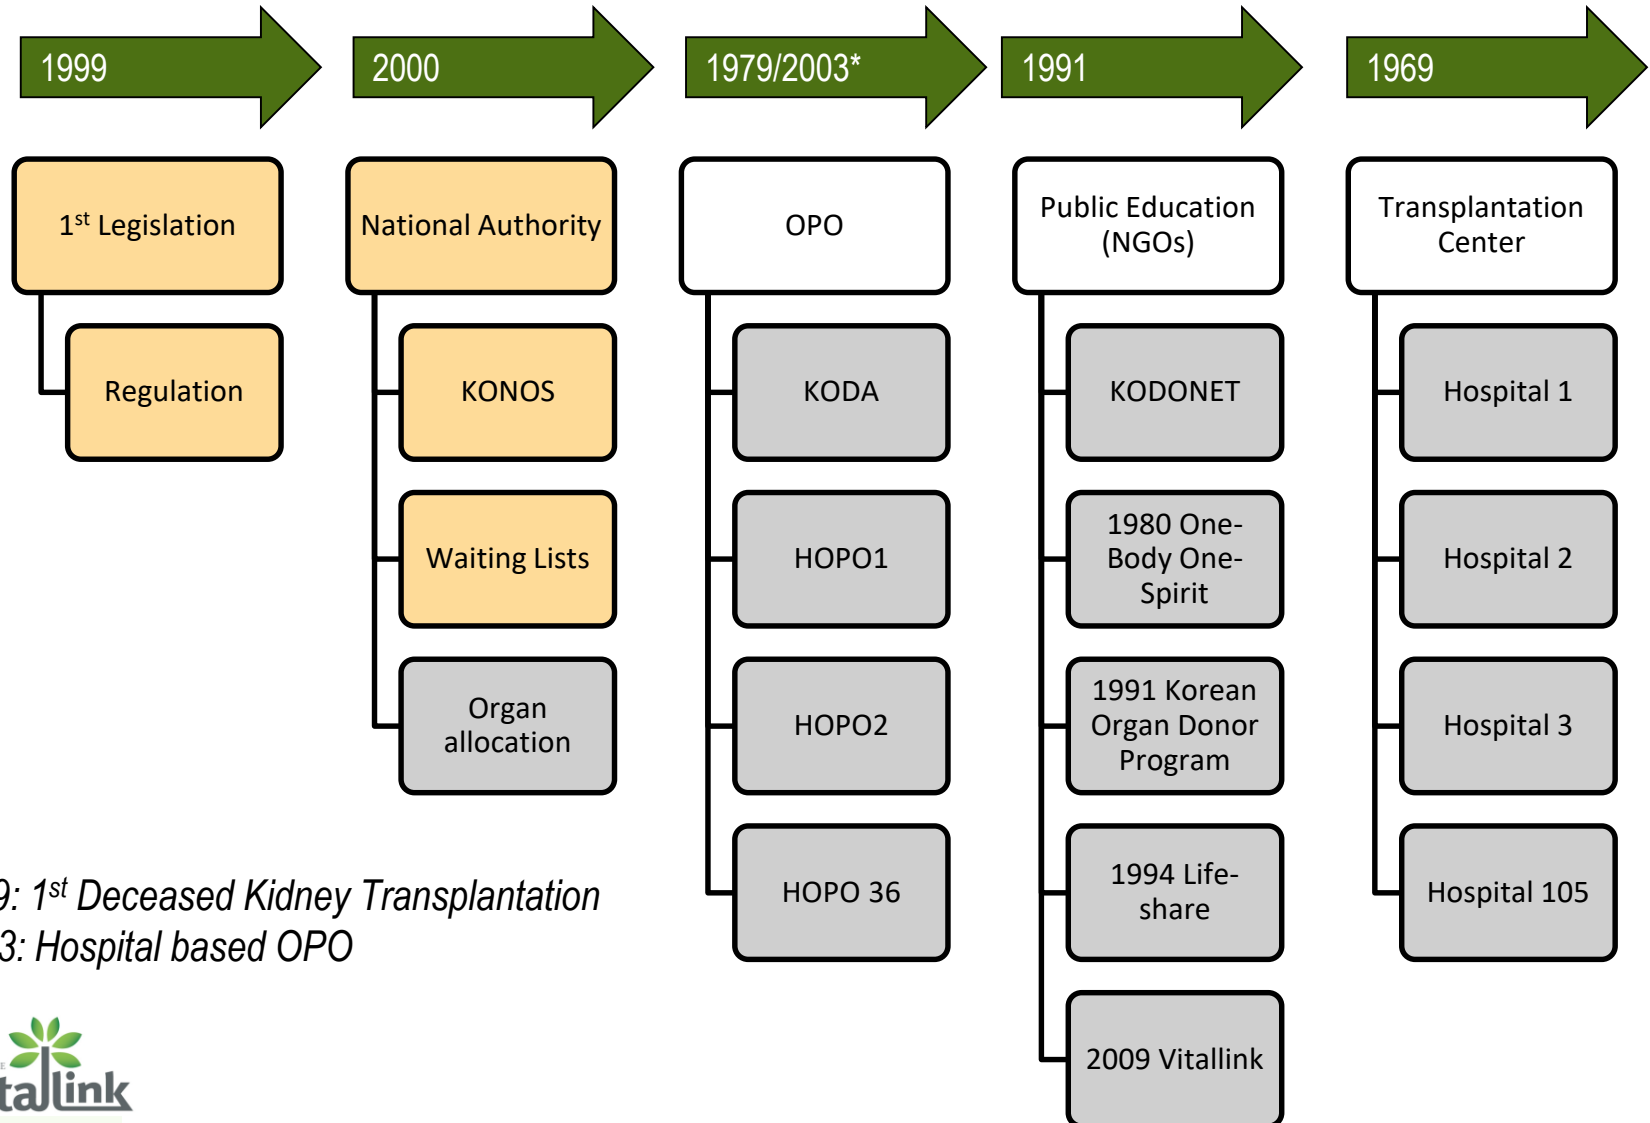 1999
2000
1979/2003*
1991
1969
1st Legislation
Regulation
National Authority
KONOS
Waiting Lists
Organ
allocation
OPO
KODA
HOPO1
HOPO2
HOPO 36
Public Education
(NGOs)
KODONET
1980 One-
Body One-
Spirit
1991 Korean
Organ Donor
Program
1994 Life-
share
2009 Vitallink
Transplantation
Center
Hospital 1
Hospital 2
Hospital 3
Hospital 105
9: 1st Deceased Kidney Transplantation
3: Hospital based OPO
tallink